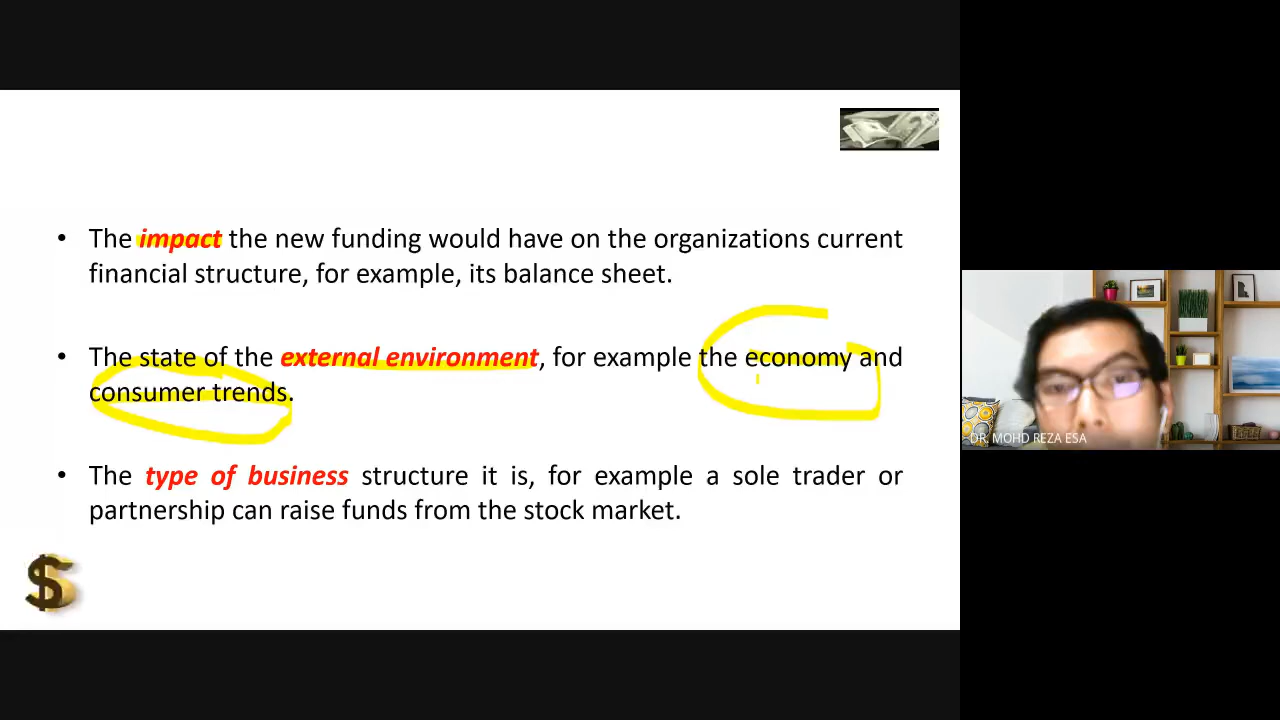 • The impact the new funding would have on the organizations current
financial structure, for example, its balance sheet.
• The state of the external environment, for example the economy and
consumer trends.
• The type of business structure it is, for example a sole trader or
partnership can raise funds from the stock market.
$
DR. MOHD REZA ESA